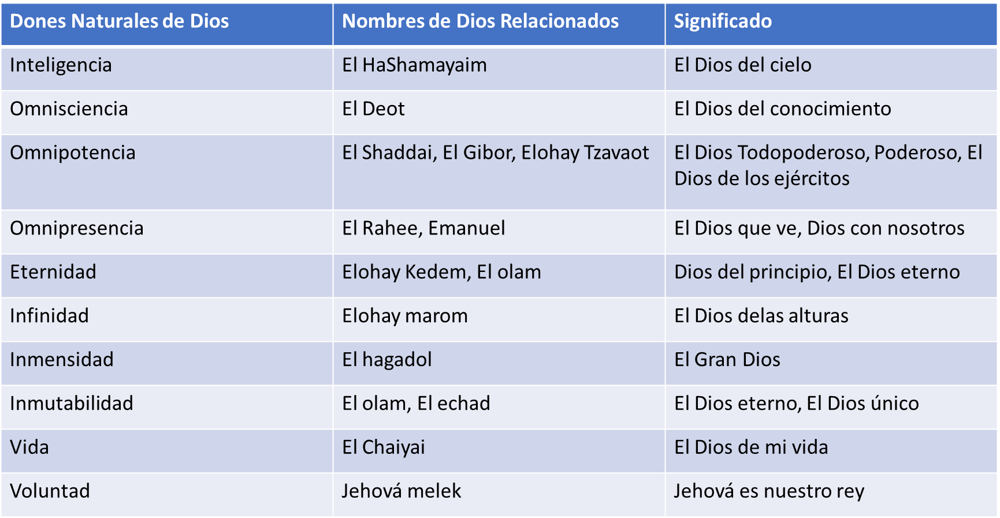 Dones Naturales de Dios Nombres de Dios Relacionados Significado
Inteligencia El HaShamayaim El Dios del cielo
Omnisciencia El Deot El Dios del conocimiento
Omnipotencia El Shaddai, El Gibor, Elohay Tzavaot El Dios Todopoderoso, Poderoso, El
Dios de los ejércitos
Omnipresencia El Rahee, Emanuel El Dios que ve, Dios con nosotros
Eternidad Elohay Kedem, El olam Dios del principio, El Dios eterno
Infinidad Elohay marom El Dios delas alturas
Inmensidad El hagadol El Gran Dios
Inmutabilidad El olam, El echad El Dios eterno, El Dios único
Vida El Chaiyai El Dios de mi vida
Voluntad Jehová melek Jehová es nuestro rey